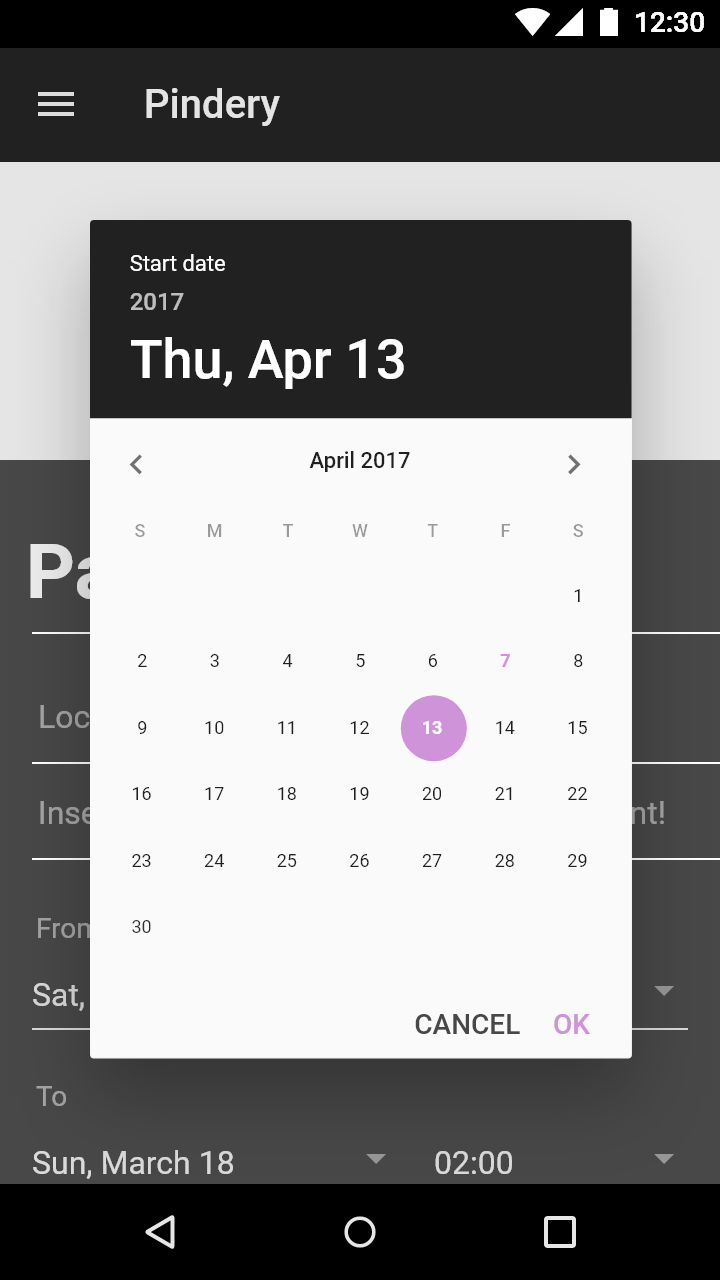 12:30
Pindery
Start date
2017
Thu, Apr 13
April 2017
S M T W T F S
1
2 3 4 5 6 7 8
9 10 11 12 13 14 15
16 17 18 19 20 21 22
23 24 25 26 27 28 29
30
CANCEL OK
Pa
Loc
Inse nt!
From
Sat,
To
Sun, March 18 02:00